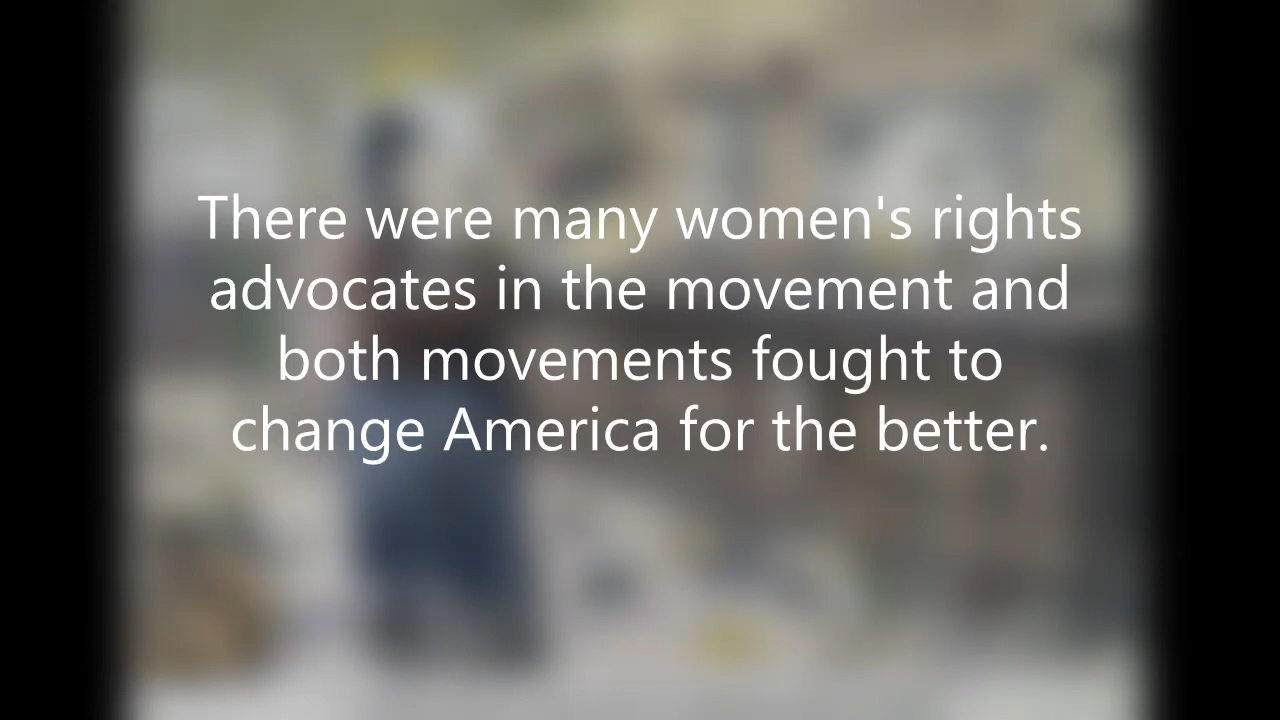 There were many women's rights
advocates in the movement and
both movements fought to
change America for the better.